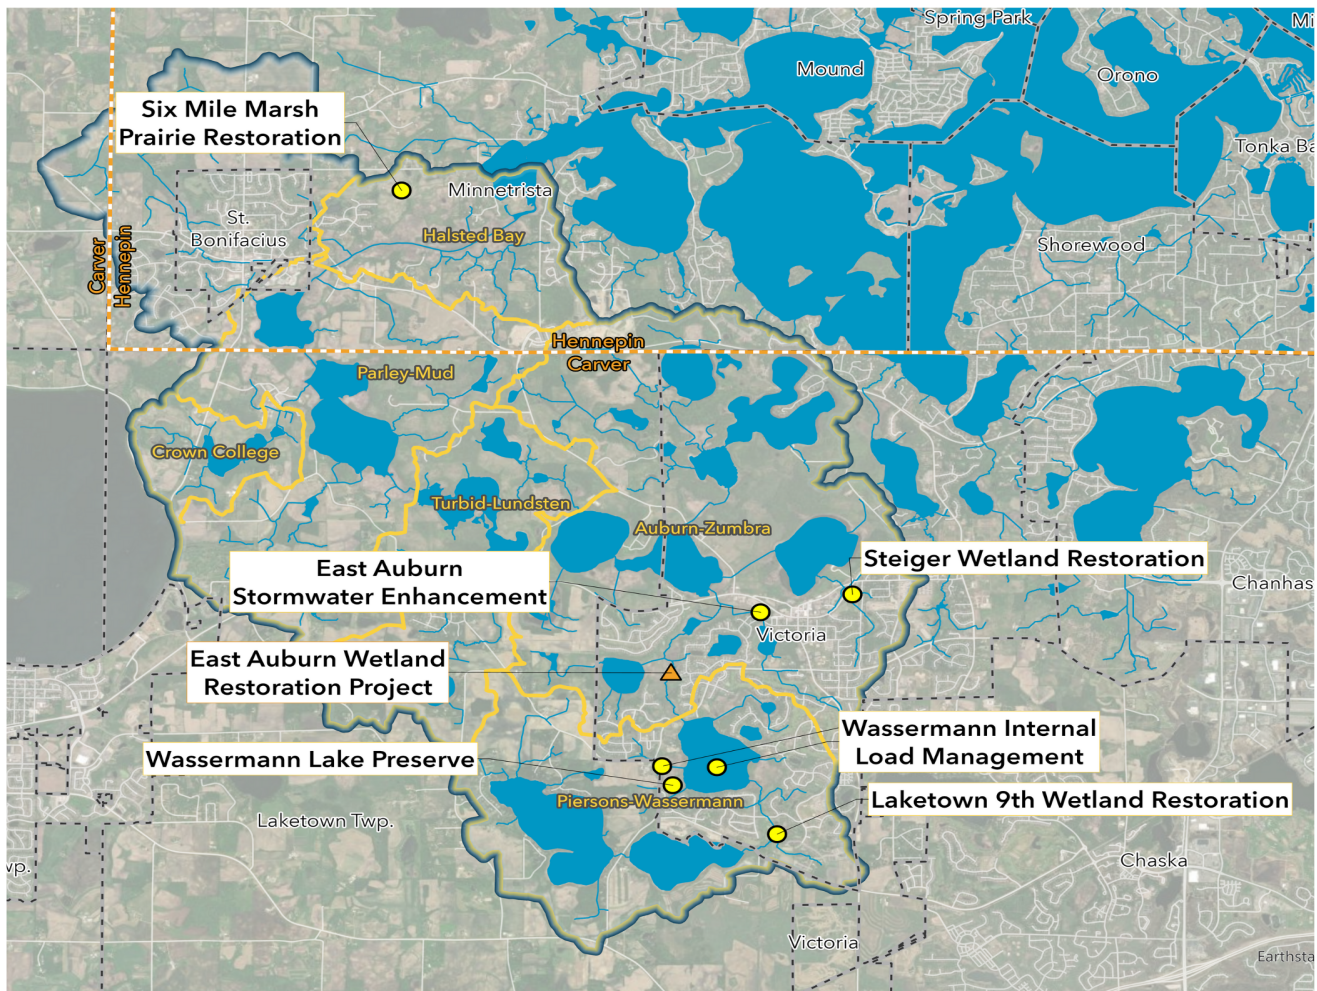 Spring Park
Mi
Mound
Orono
Six Mile Marsh
Prairie Restoration
Tonka Ba
Minnetrista
St.
Bonifacius
Halsted Bay
Shorewood
Carver
Hennepin
Hennepin
Carver
Parley-Mud
Crown College
Turbid-Lundsten
Auburn-Zumbra
East Auburn
Stormwater Enhancement
Steiger Wetland Restoration
Chanhas
Victoria
East Auburn Wetland
Restoration Project
Wassermann Internal
Load Management
Wassermann Lake Preserve
Piersons-Wassermann
Laketown 9th Wetland Restoration
Laketown Twp.
wp.
Chaska
Victoria
Earthsta